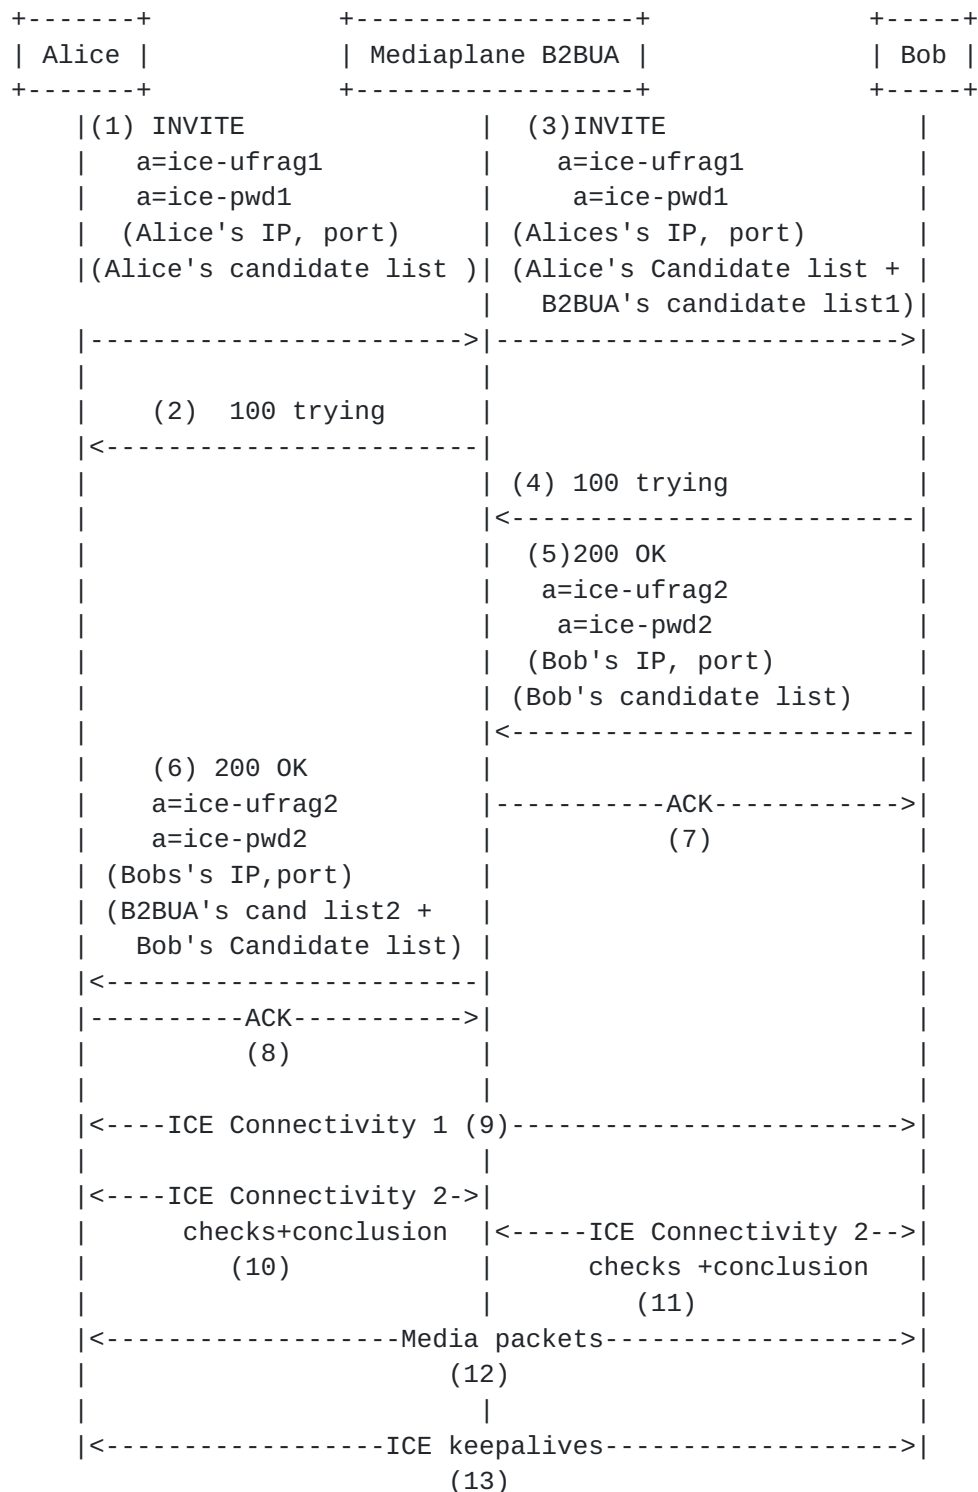 +-------+            +------------------+              +-----+
| Alice |            | Mediaplane B2BUA |              | Bob |
+-------+            +------------------+              +-----+
    |(1) INVITE               |  (3)INVITE                |
    |   a=ice-ufrag1          |    a=ice-ufrag1           |
    |   a=ice-pwd1            |     a=ice-pwd1            |
    |  (Alice's IP, port)     | (Alices's IP, port)       |
    |(Alice's candidate list )| (Alice's Candidate list + |
                              |   B2BUA's candidate list1)|
    |------------------------>|-------------------------->|
    |                         |                           |
    |    (2)  100 trying      |                           |
    |<------------------------|                           |
    |                         | (4) 100 trying            |
    |                         |<--------------------------|
    |                         |  (5)200 OK                |
    |                         |   a=ice-ufrag2            |
    |                         |    a=ice-pwd2             |
    |                         |  (Bob's IP, port)         |
    |                         | (Bob's candidate list)    |
    |                         |<--------------------------|
    |    (6) 200 OK           |                           |
    |    a=ice-ufrag2         |-----------ACK------------>|
    |    a=ice-pwd2           |           (7)             |
    | (Bobs's IP,port)        |                           |
    | (B2BUA's cand list2 +   |                           |
    |   Bob's Candidate list) |                           |
    |<------------------------|                           |
    |----------ACK----------->|                           |
    |          (8)            |                           |
    |                         |                           |
    |<----ICE Connectivity 1 (9)------------------------->|
    |                         |                           |
    |<----ICE Connectivity 2->|                           |
    |      checks+conclusion  |<-----ICE Connectivity 2-->|
    |         (10)            |      checks +conclusion   |
    |                         |         (11)              |
    |<-------------------Media packets------------------->|
    |                       (12)                          |
    |                         |                           |
    |<------------------ICE keepalives------------------->|
                            (13)